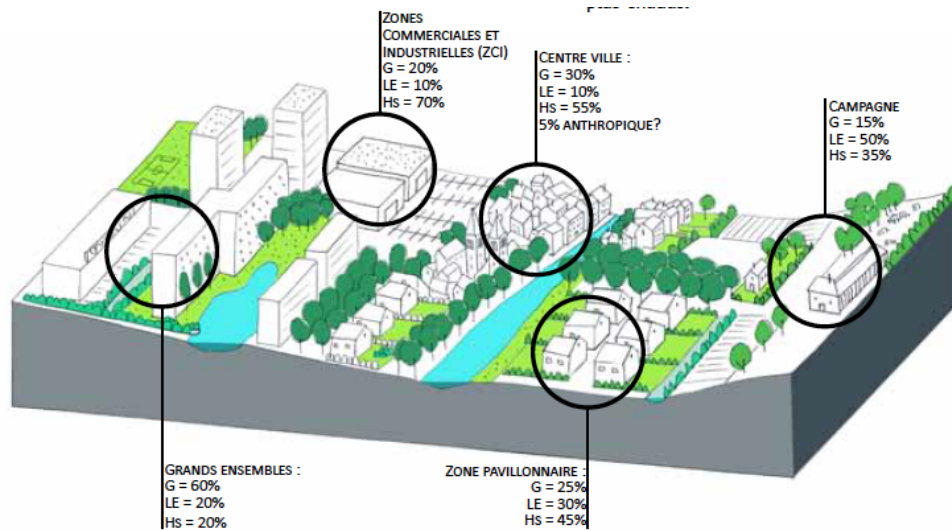 ZONES
COMMERCIALES ET
INDUSTRIELLES (ZCI)
G = 20%
LE = 10%
HS = 70%
CENTRE VILLE :
G = 30%
LE = 10%
HS = 55%
5% ANTHROPIQUE?
CAMPAGNE
G = 15%
LE = 50%
HS = 35%
GRANDS ENSEMBLES :
G = 60%
LE = 20%
HS = 20%
ZONE PAVILLONNAIRE :
G = 25%
LE = 30%
HS = 45%